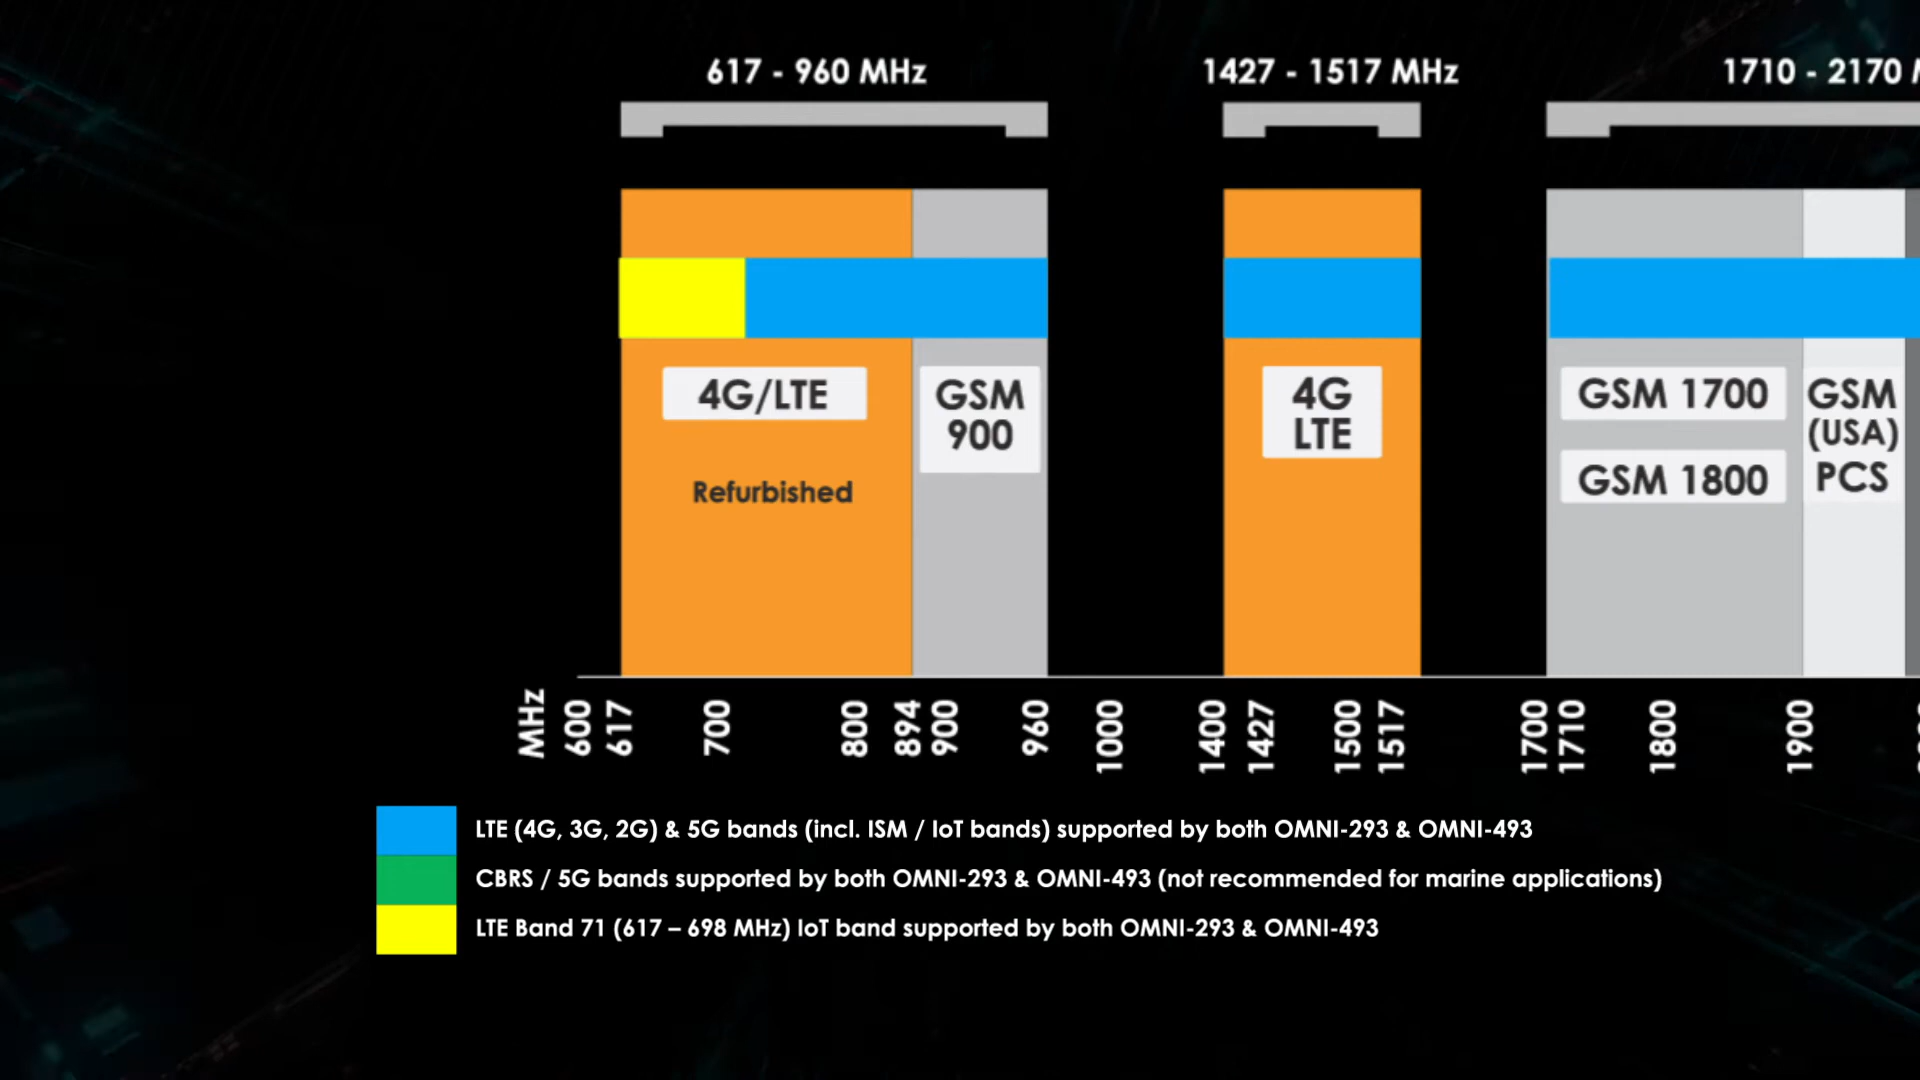 617 - 960 MHz
1427 - 1517 MHz
1710 - 2170
4G/LTE
Refurbished
GSM
900
4G
LTE
GSM 1700
GSM 1800
GSM
(USA)
PCS
MHz
600
617
700
800
894
900
960
1000
1400
1427
1500
1517
1700
1710
1800
1900
LTE (4G, 3G, 2G) & 5G bands (incl. ISM / IoT bands) supported by both OMNI-293 & OMNI-493
CBRS / 5G bands supported by both OMNI-293 & OMNI-493 (not recommended for marine applications)
LTE Band 71 (617 – 698 MHz) IoT band supported by both OMNI-293 & OMNI-493